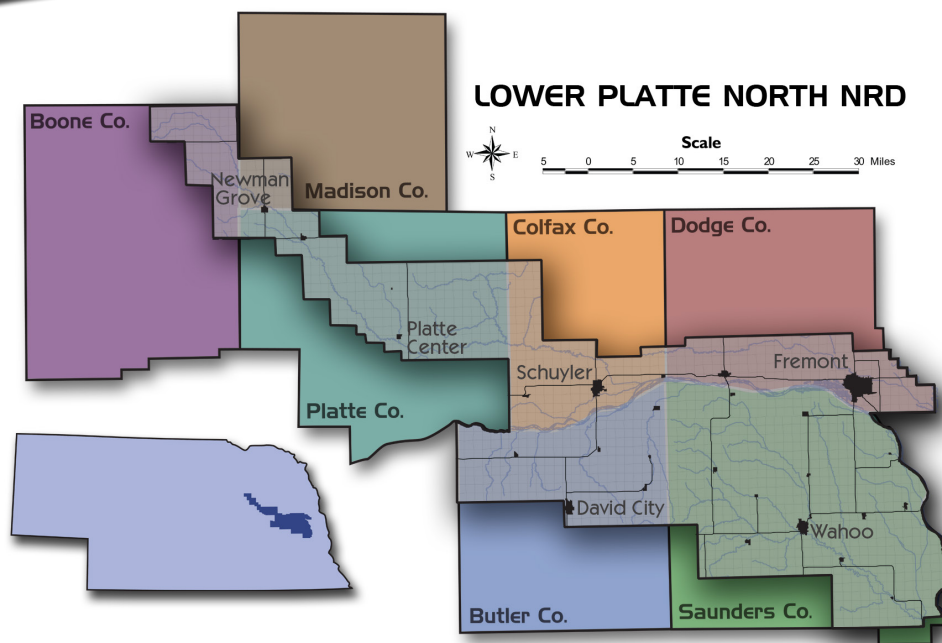 LOWER PLATTE NORTH NRD
N
W E
S
Scale
5 0 5 10 15 20 25 30 Miles
Boone Co.
Newman
Grove
Madison Co.
Colfax Co.
Dodge Co.
Platte
Center
Schuyler
Fremont
Platte Co.
David City
Wahoo
Butler Co.
Saunders Co.